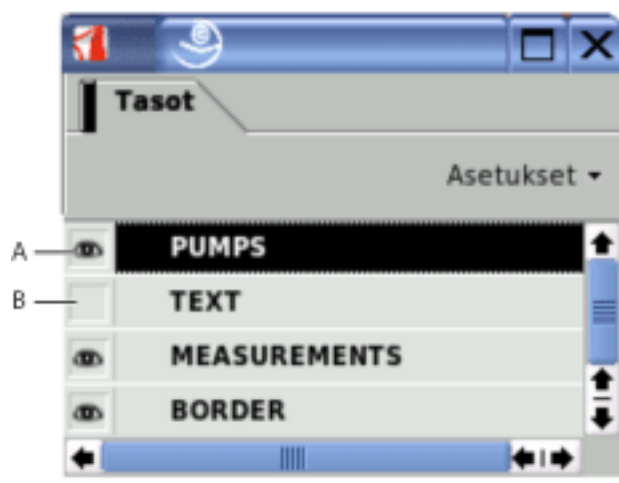 Tasot
Asetukset
A PUMPS
B TEXT
MEASUREMENTS
BORDER